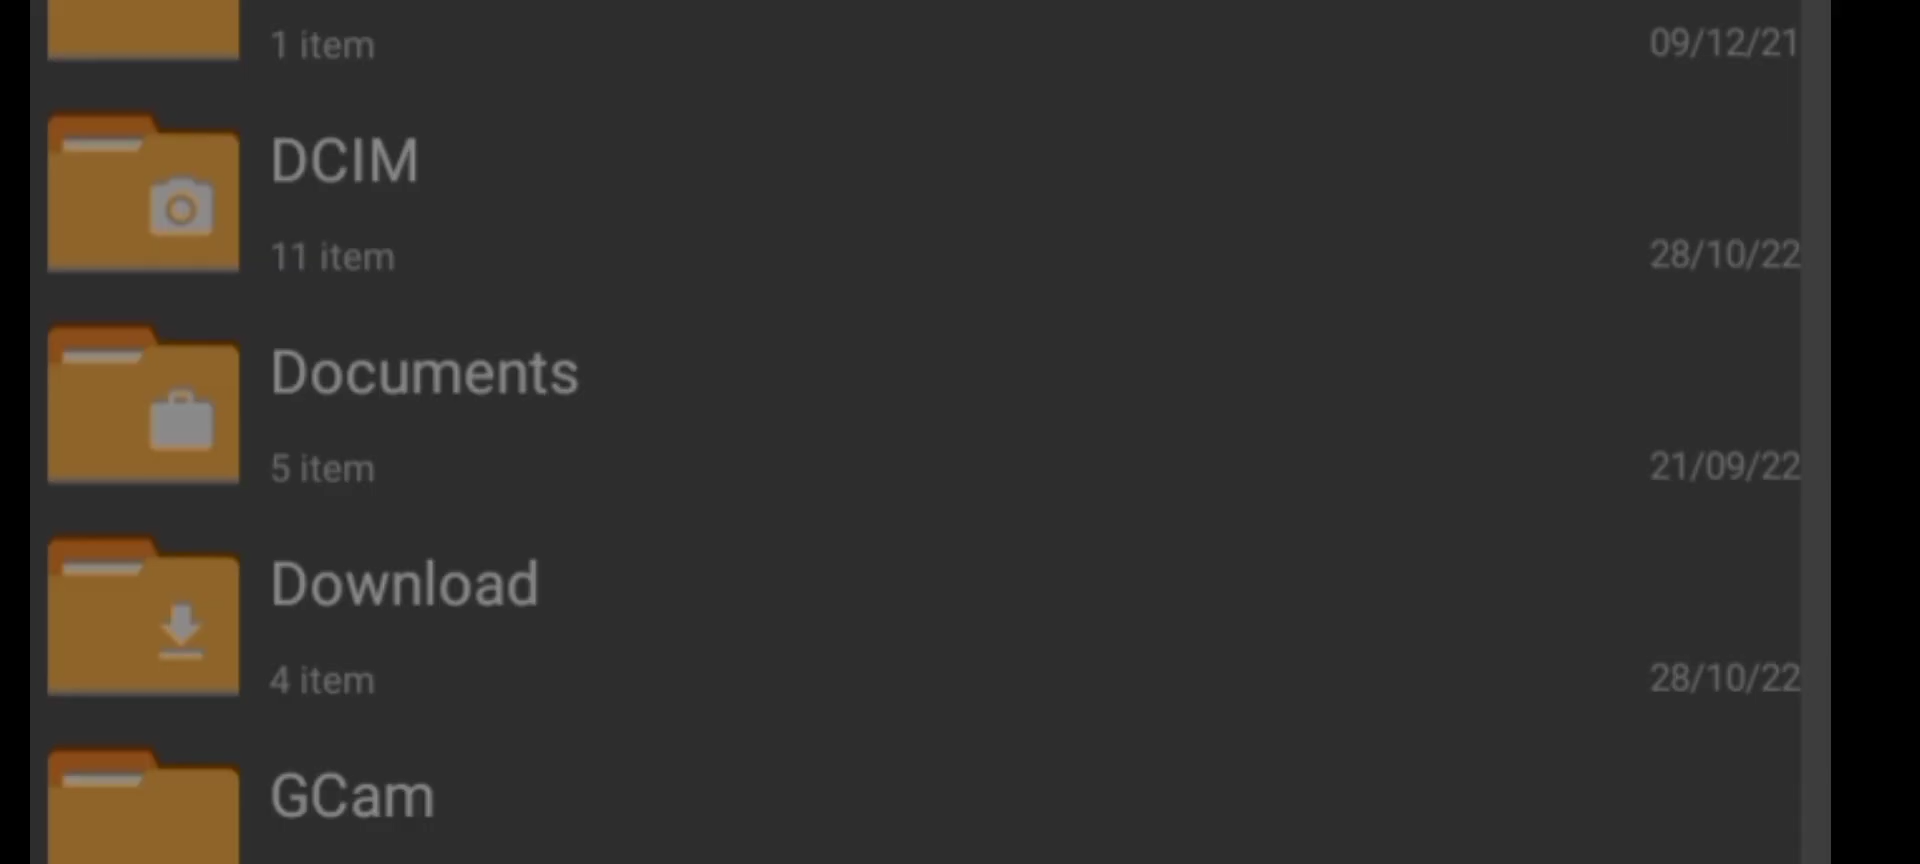 1 item 09/12/21
DCIM
11 item 28/10/22
Documents
5 item 21/09/22
Download
4 item 28/10/22
GCam